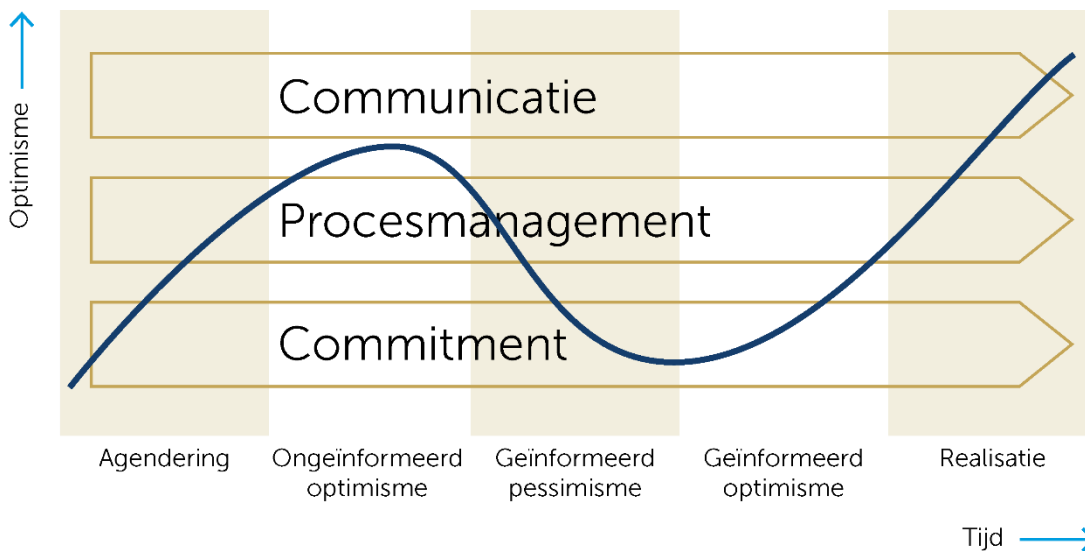 Optimisme
Communicatie
Procesmanagement
Commitment
Agendering
Ongeïnformeerd
optimisme
Geïnformeerd
pessimisme
Geïnformeerd
optimisme
Realisatie
Tijd